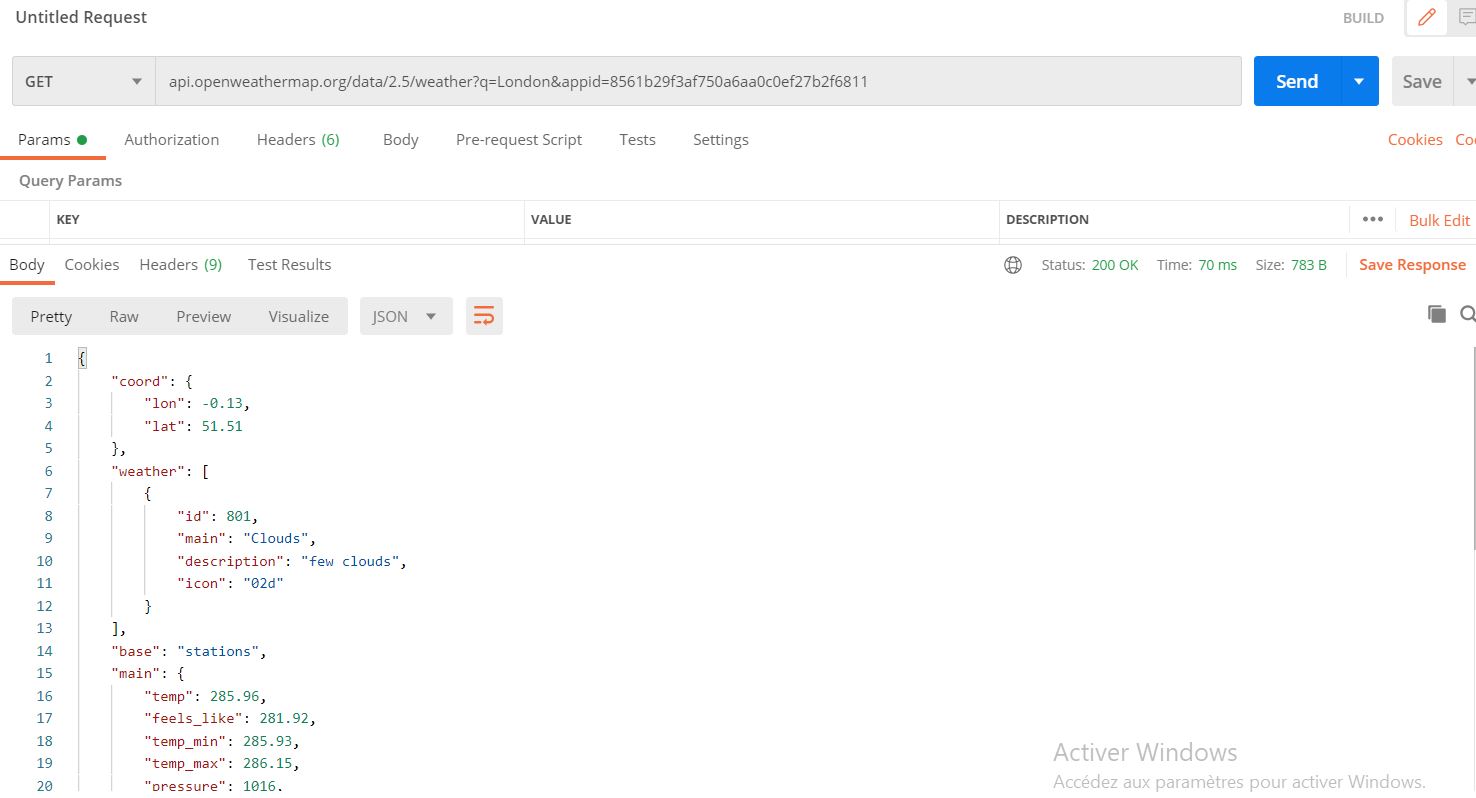 Untitled Request
BUILD
GET
api.openweathermap.org/data/2.5/weather?q=London&appid=8561b29f3af750a6aa0c0ef27b2f6811
Send
Save
Params
Authorization
Headers (6)
Body
Pre-request Script
Tests
Settings
Cookies
Query Params
KEY
VALUE
DESCRIPTION
Bulk Edit
Body
Cookies
Headers (9)
Test Results
Status: 200 OK
Time: 70 ms
Size: 783 B
Save Response
Pretty
Raw
Preview
Visualize
JSON
1 {
2 "coord": {
3 "lon": -0.13,
4 "lat": 51.51
5 },
6 "weather": [
7 {
8 "id": 801,
9 "main": "Clouds",
10 "description": "few clouds",
11 "icon": "02d"
12 }
13 ],
14 "base": "stations",
15 "main": {
16 "temp": 285.96,
17 "feels_like": 281.92,
18 "temp_min": 285.93,
19 "temp_max": 286.15,
20 "pressure": 1016,
Activer Windows
Accédez aux paramètres pour activer Windows.